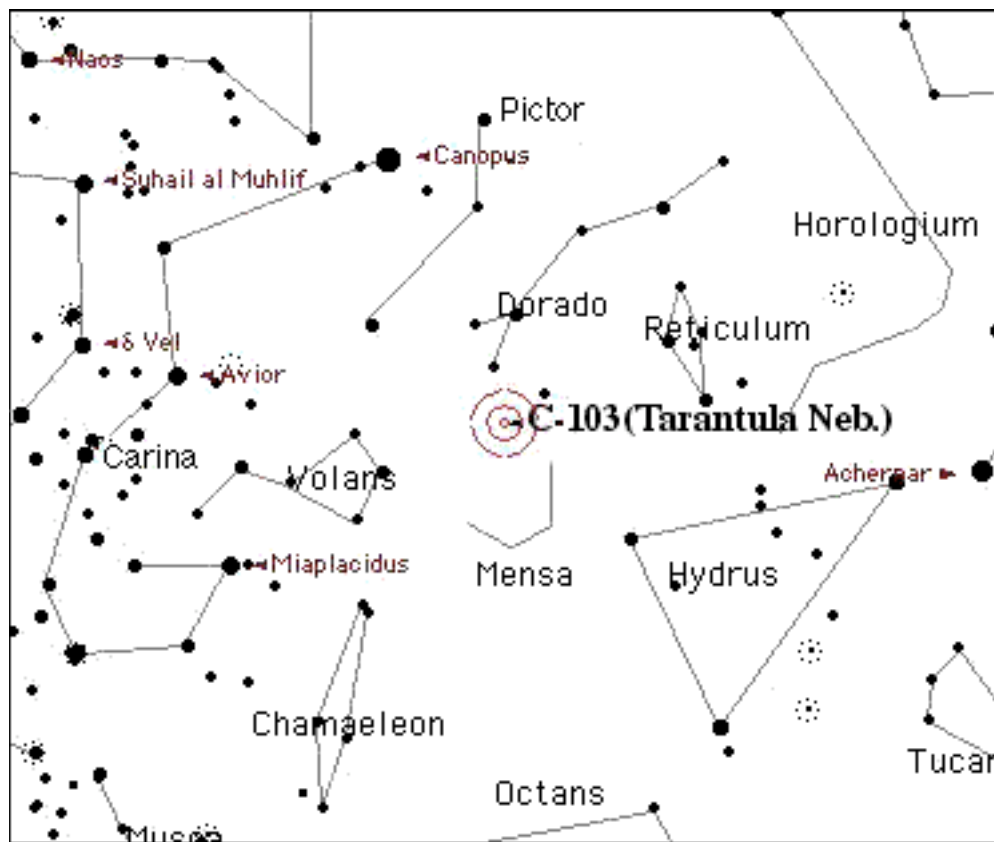 Naos
Pictor
Canopus
Suhail al Muhlif
Horologium
Dorado
Reticulum
δ Vel
Avior
C-103(Tarantula Neb.)
Carina
Volans
Achernar
Miaplacidus
Mensa
Hydrus
Chamaeleon
Octans
Tucan
Musca